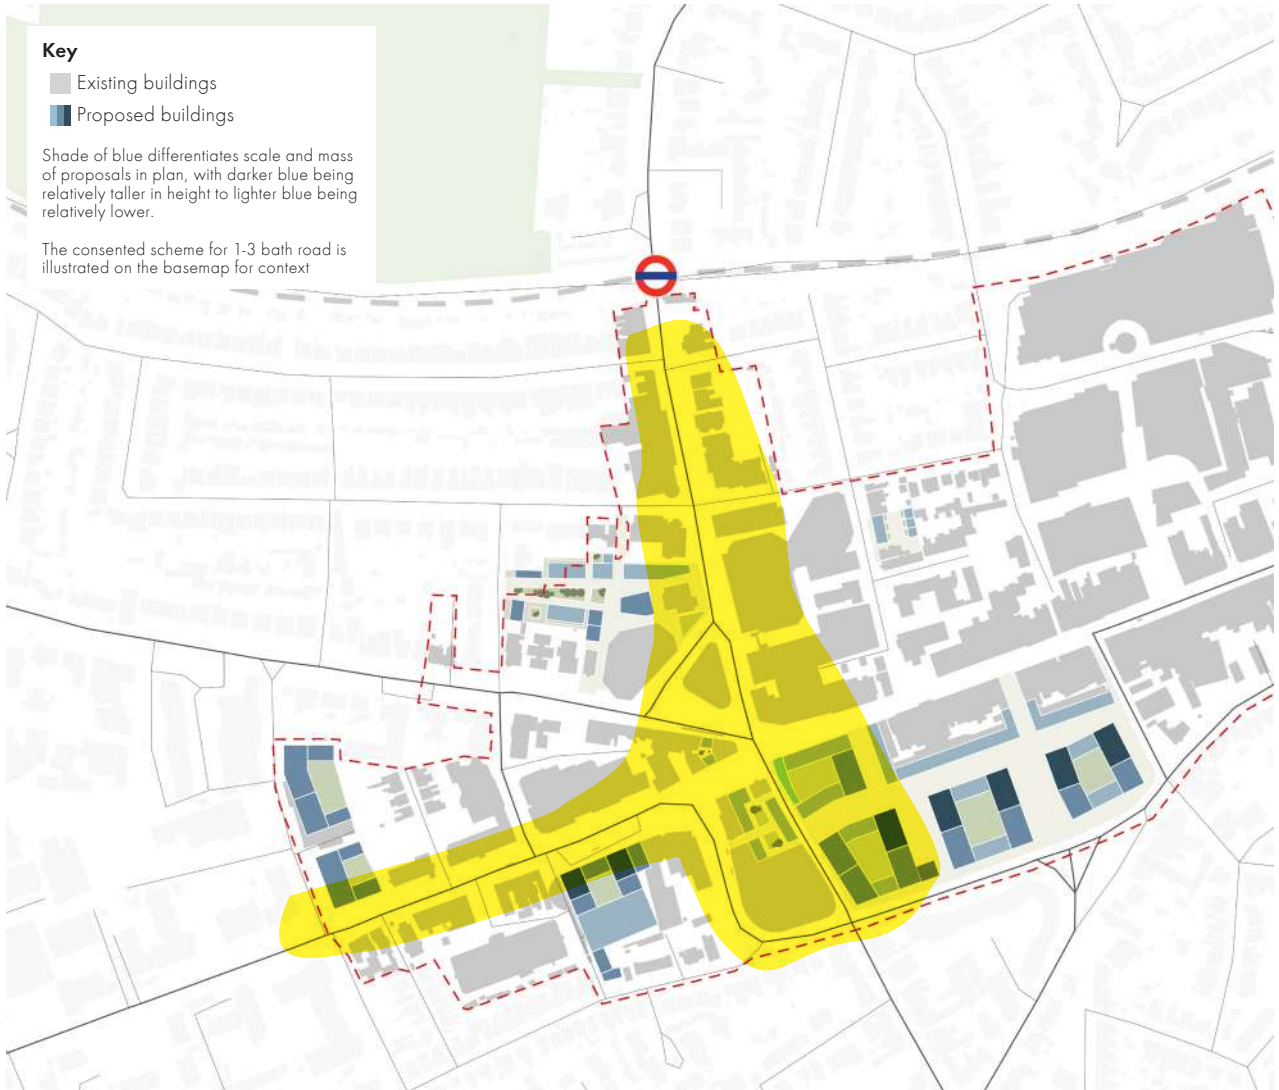 Key
Existing buildings
Proposed buildings
Shade of blue differentiates scale and mass
of proposals in plan, with darker blue being
relatively taller in height to lighter blue being
relatively lower.
The consented scheme for 1-3 bath road is
illustrated on the basemap for context